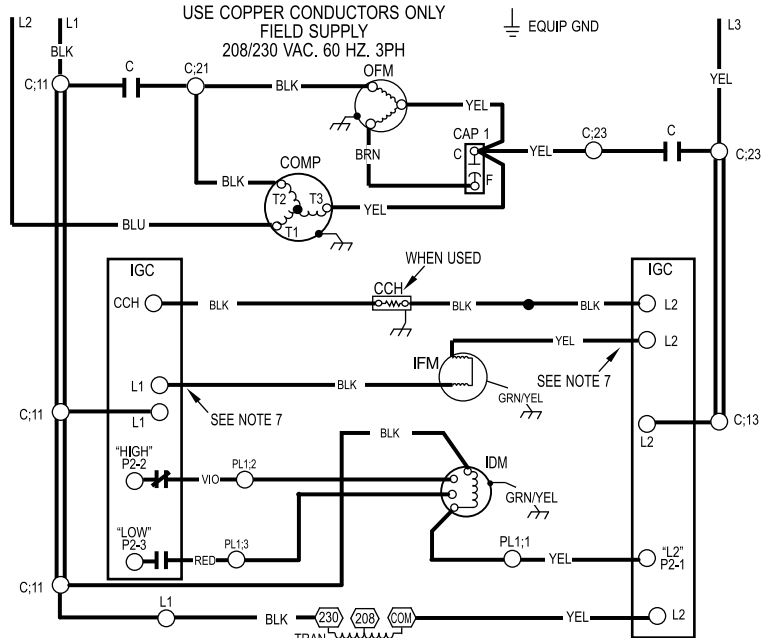 USE COPPER CONDUCTORS ONLY
FIELD SUPPLY
208/230 VAC. 60 HZ. 3PH
L2
L1
EQUIP GND
L3
BLK
YEL
C;11
C
C;21
BLK
OFM
YEL
CAP 1
C
F
YEL
C;23
C
C;23
BRN
COMP
BLK
T2
T3
T1
YEL
BLU
IGC
WHEN USED
IGC
CCH
BLK
CCH
BLK
BLK
L2
YEL
L2
IFM
L1
BLK
GRN/YEL
SEE NOTE 7
SEE NOTE 7
C;11
L1
L2
C;13
BLK
"HIGH"
P2-2
VIO
PL1;2
IDM
GRN/YEL
"LOW"
P2-3
RED
PL1;3
PL1;1
YEL
"L2"
P2-1
C;11
L1
BLK
230
208
COM
YEL
L2
TRAN